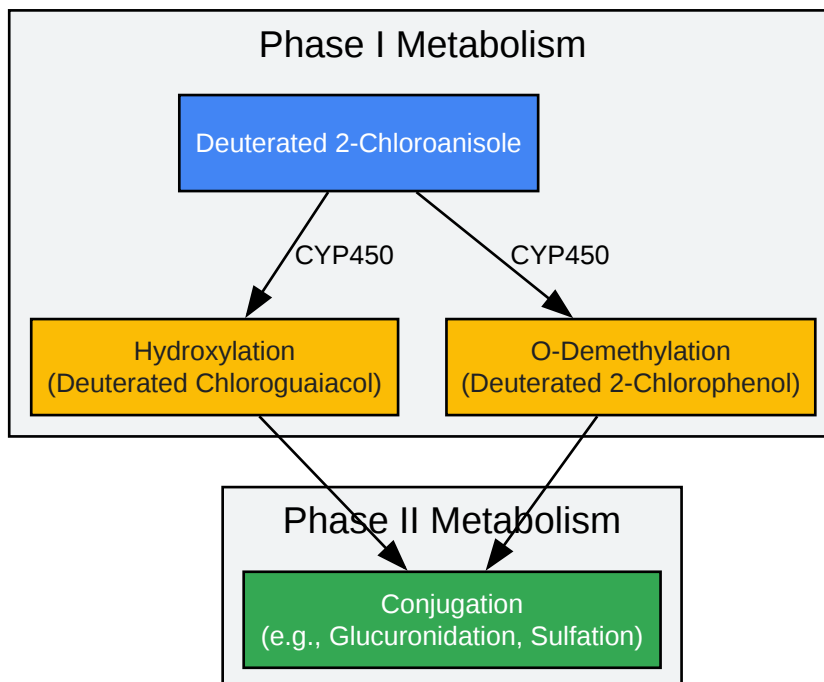 Phase I Metabolism
Deuterated 2-Chloroanisole
CYP450
CYP450
Hydroxylation
(Deuterated Chloroguaiacol)
O-Demethylation
(Deuterated 2-Chlorophenol)
Phase II Metabolism
Conjugation
(e.g., Glucuronidation, Sulfation)